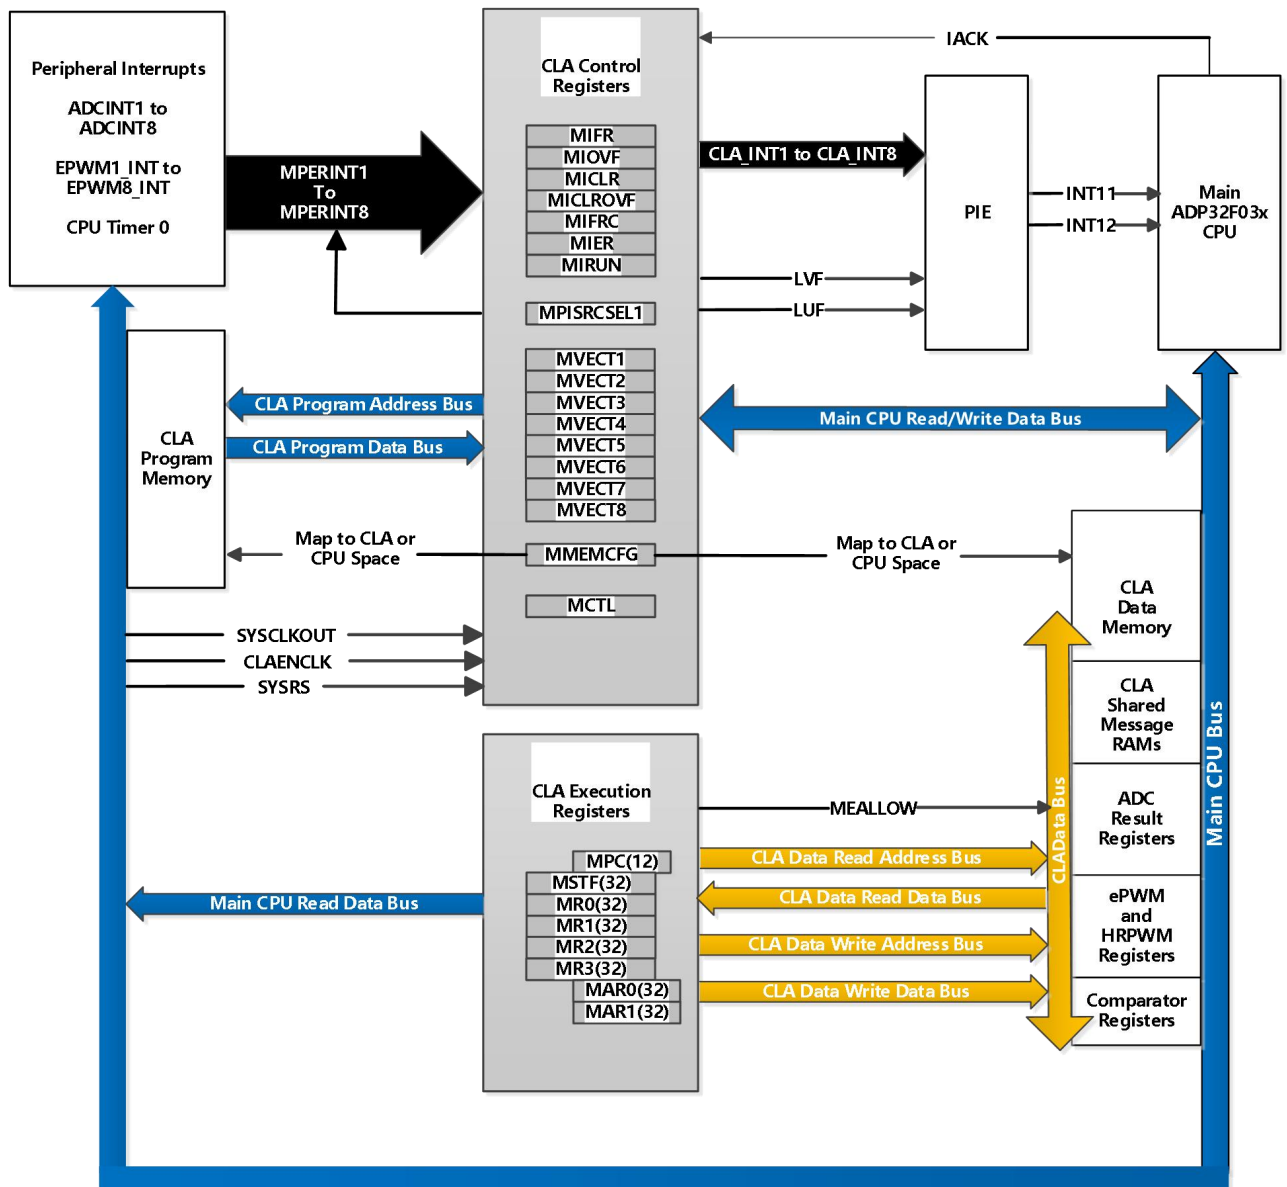 Peripheral Interrupts
ADCINT1 to
ADCINT8
EPWM1_INT to
EPWM8_INT
CPU Timer 0
MPERINT1
To
MPERINT8
CLA Control
Registers
MIFR
MIOVF
MICLR
MICLROVF
MIFRC
MIER
MIRUN
MPISRCSEL1
MVECT1
MVECT2
MVECT3
MVECT4
MVECT5
MVECT6
MVECT7
MVECT8
MMEMCFG
MCTL
IACK
CLA_INT1 to CLA_INT8
LVF
LUF
PIE
INT11
INT12
Main
ADP32F03x
CPU
CLA
Program
Memory
CLA Program Address Bus
CLA Program Data Bus
Main CPU Read/Write Data Bus
Map to CLA or
CPU Space
Map to CLA or
CPU Space
SYSCLKOUT
CLAENCLK
SYSRS
CLA
Data
Memory
CLA
Shared
Message
RAMs
ADC
Result
Registers
ePWM
and
HRPWM
Registers
Comparator
Registers
CLAData Bus
Main CPU Bus
CLA Execution
Registers
MPC(12)
MSTF(32)
MR0(32)
MR1(32)
MR2(32)
MR3(32)
MAR0(32)
MAR1(32)
MEALLOW
CLA Data Read Address Bus
CLA Data Read Data Bus
CLA Data Write Address Bus
CLA Data Write Data Bus
Main CPU Read Data Bus